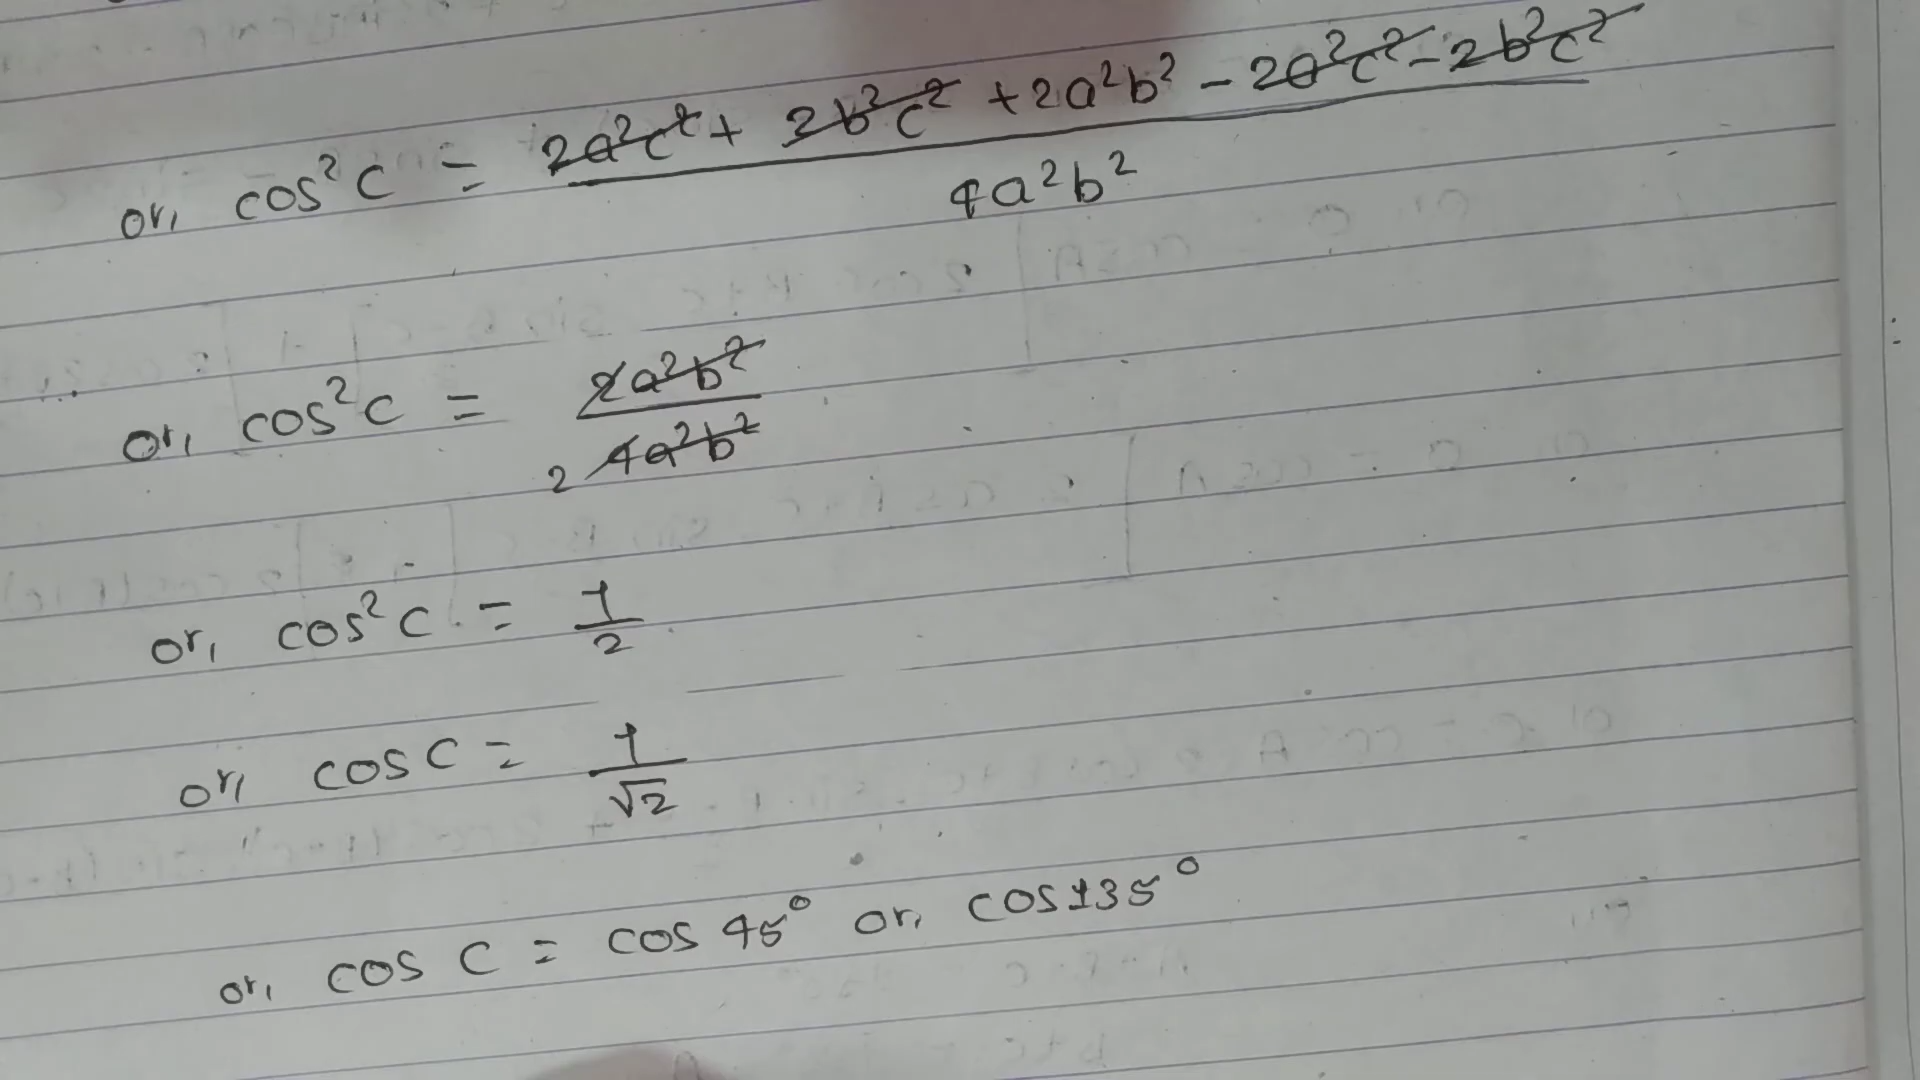 or, cos²C = 2a²c² + 2b²c² + 2a²b² - 2a²c² - 2b²c² / 4a²b²
or, cos²C = 2a²b² / 2 4a²b²
or, cos²C = 1/2
or, cos C = 1/√2
or, cos C = cos 45° or, cos 135°